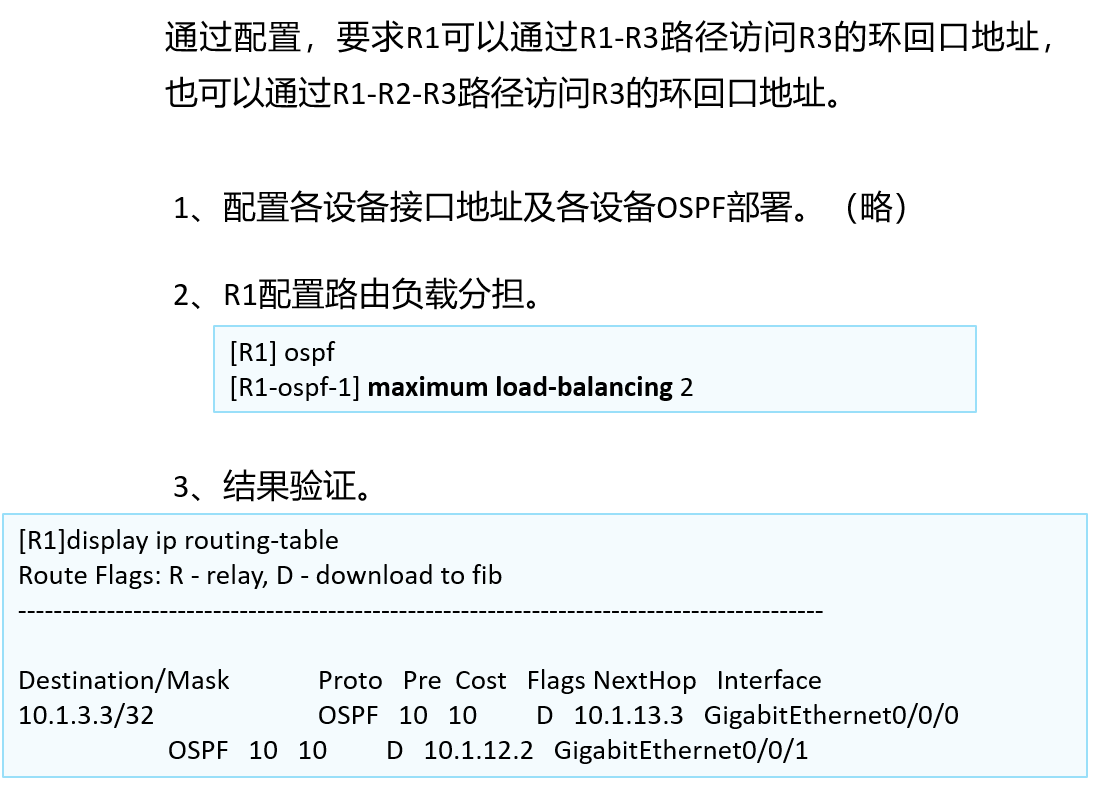 通过配置，要求R1可以通过R1-R3路径访问R3的环回口地址，
也可以通过R1-R2-R3路径访问R3的环回口地址。
1、配置各设备接口地址及各设备OSPF部署。（略）
2、R1配置路由负载分担。
[R1] ospf
[R1-ospf-1] maximum load-balancing 2
3、结果验证。
[R1]display ip routing-table
Route Flags: R - relay, D - download to fib
------------------------------------------------------------------------------------------
Destination/Mask Proto Pre Cost Flags NextHop Interface
10.1.3.3/32 OSPF 10 10 D 10.1.13.3 GigabitEthernet0/0/0
OSPF 10 10 D 10.1.12.2 GigabitEthernet0/0/1